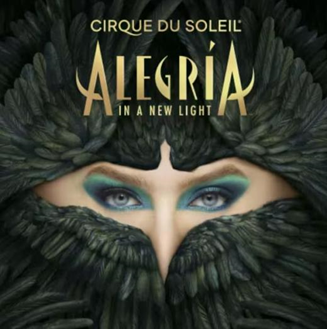 CIRQUE DU SOLEIL®
ALEGRÍA
IN A NEW LIGHT